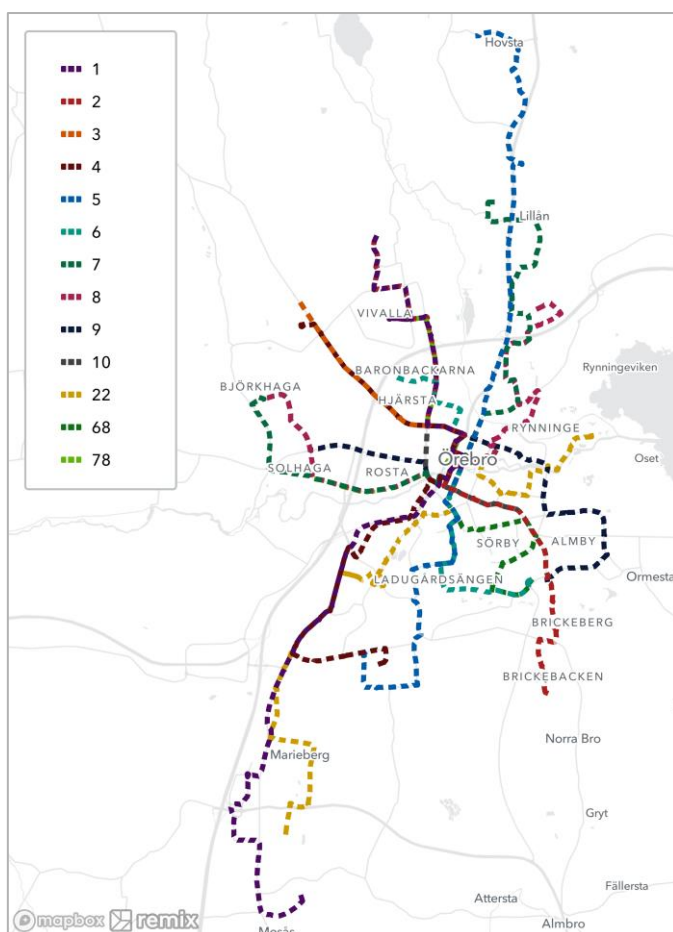 Hovsta
1
2
3
4
5
6
7
8
9
10
22
68
78
Lillån
VIVALLA
BARONBACKARNA
Rynningeviken
BJÖRKHAGA
HJÄRSTA
RYNNINGE
Örebro
Oset
SOLHAGA
ROSTA
SÖRBY
ALMBY
LADUGÅRDSÄNGEN
Ormesta
BRICKEBERG
BRICKEBACKEN
Norra Bro
Marieberg
Gryt
Fällersta
Attersta
Almbro
mapbox remix
Mosås